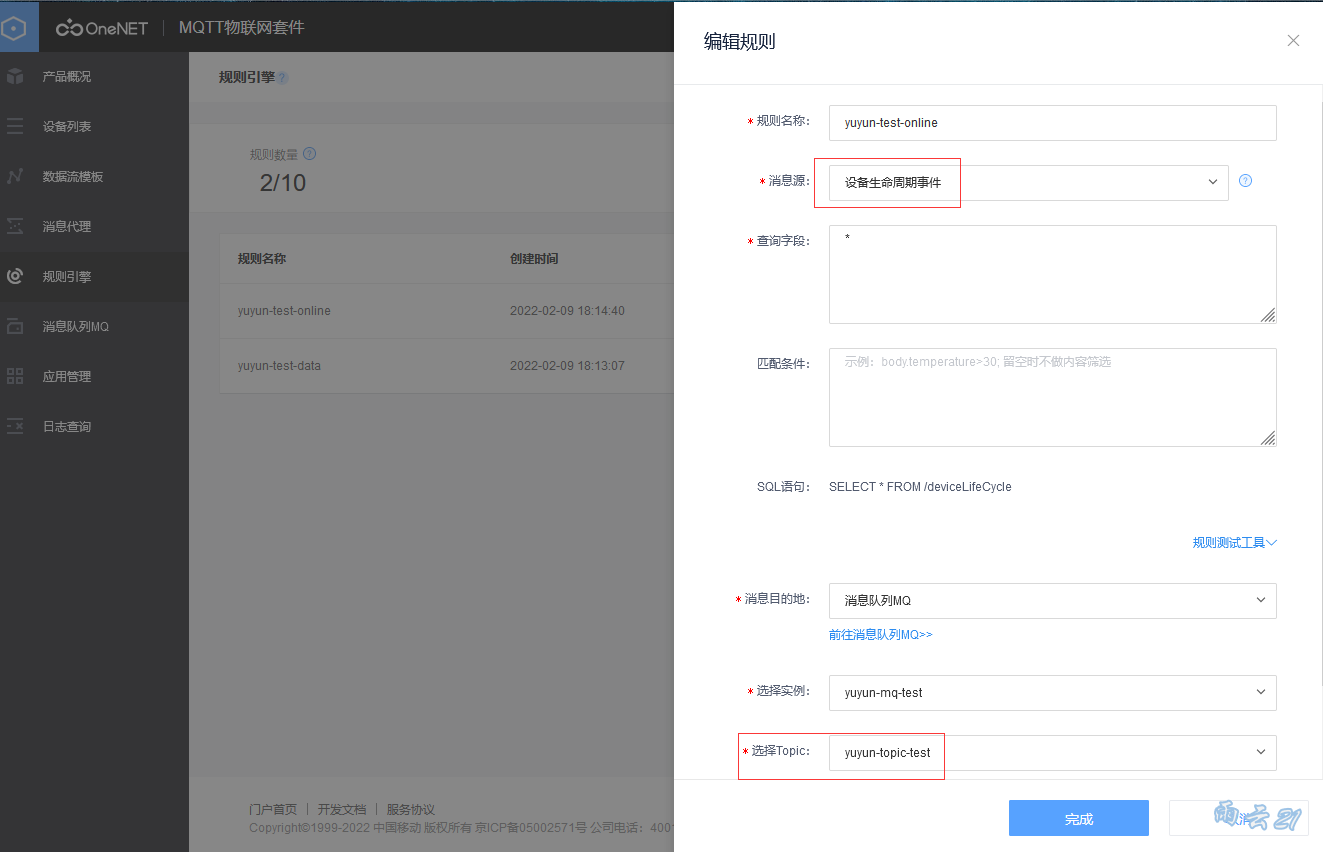 OneNET | MQTT物联网套件
产品概况
设备列表
数据流模板
消息代理
规则引擎
消息队列MQ
应用管理
日志查询
规则引擎
规则数量
2/10
规则名称 创建时间
yuyun-test-online 2022-02-09 18:14:40
yuyun-test-data 2022-02-09 18:13:07
门户首页 | 开发文档 | 服务协议
Copyright©1999-2022 中国移动 版权所有 京ICP备05002571号 公司电话：4001
编辑规则
* 规则名称： yuyun-test-online
* 消息源： 设备生命周期事件
* 查询字段： *
匹配条件： 示例：body.temperature>30; 留空时不做内容筛选
SQL语句： SELECT * FROM /deviceLifeCycle
规则测试工具
* 消息目的地： 消息队列MQ
前往消息队列MQ>>
* 选择实例： yuyun-mq-test
* 选择Topic： yuyun-topic-test
完成
雨云21